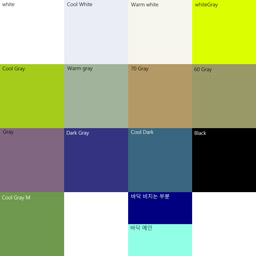 white
Cool White
Warm white
whiteGray
Cool Gray
Warm gray
70 Gray
60 Gray
Gray
Dark Gray
Cool Dark
Black
Cool Gray M
바닥 비치는 부분
바닥 메인